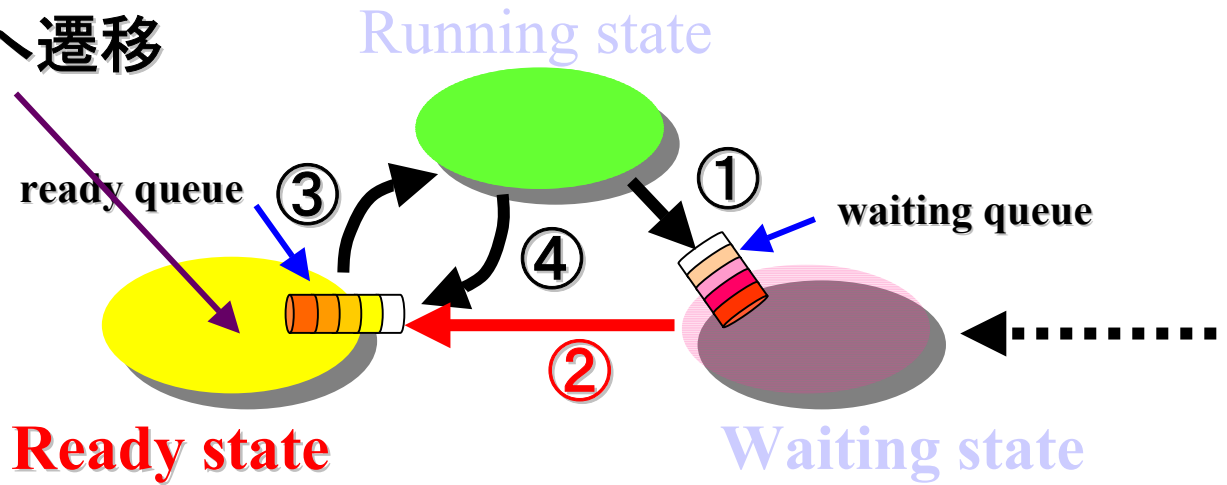 へ遷移
Running state
ready queue
③
①
waiting queue
④
②
Ready state
Waiting state